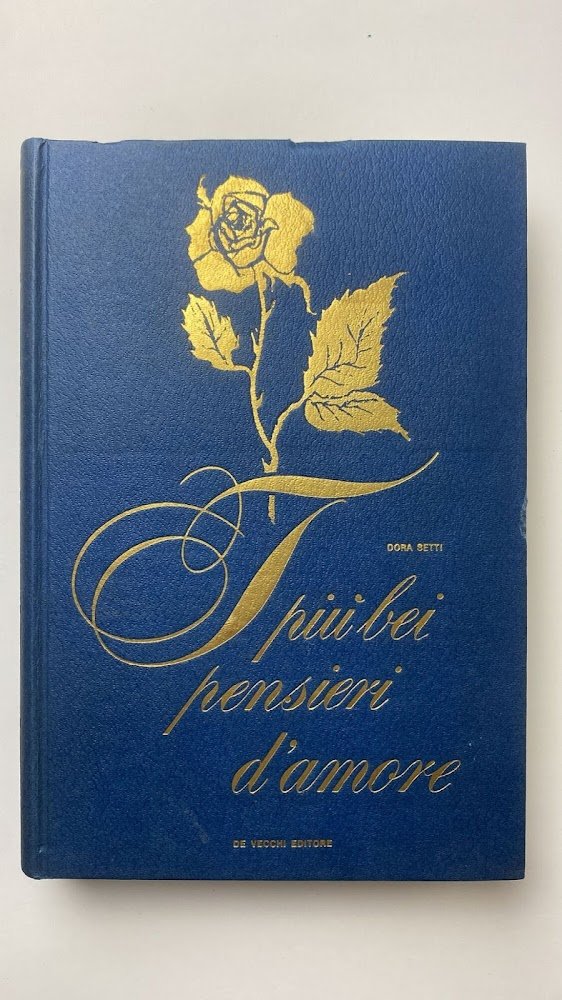 DORA SETTI
I più bei
pensieri
d'amore
DE VECCHI EDITORE